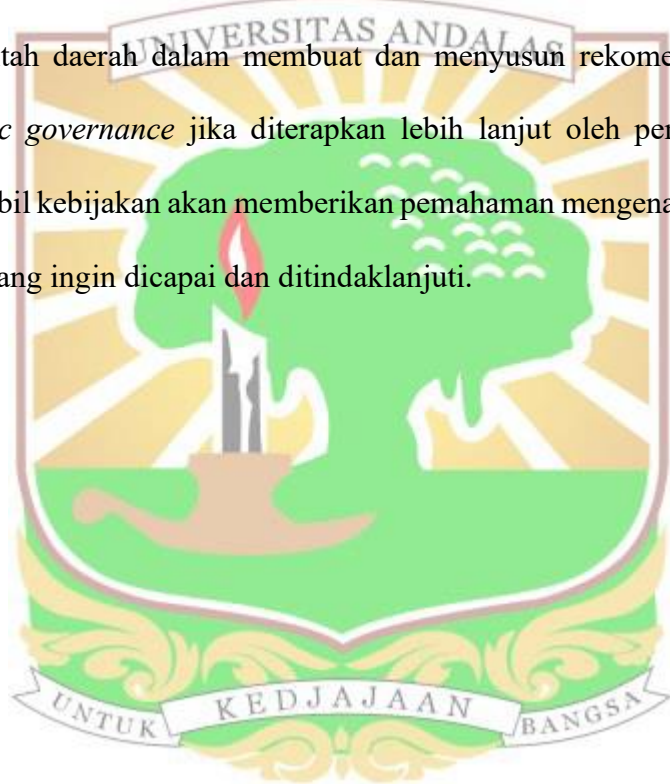 UNIVERSITAS ANDALAS
tah daerah dalam membuat dan menyusun rekome
c governance jika diterapkan lebih lanjut oleh per
bil kebijakan akan memberikan pemahaman mengena
ang ingin dicapai dan ditindaklanjuti.
UNTUK KEDJAJAAN BANGSA